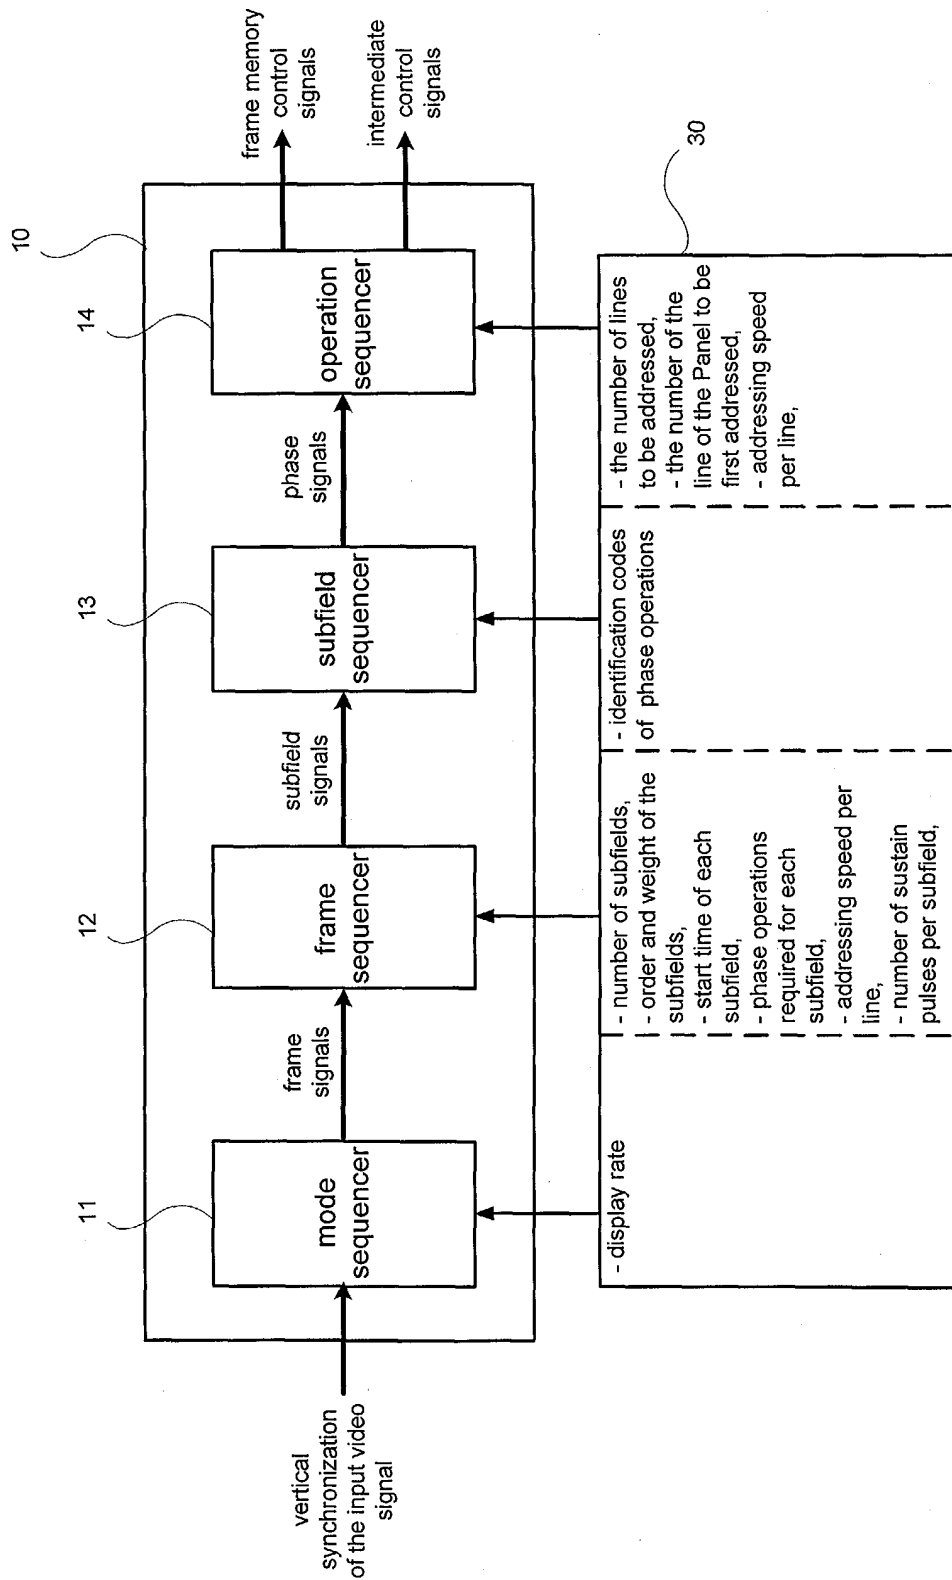 10
11
12
13
14
vertical
synchronization
of the input video
signal
mode
sequencer
frame
signals
frame
sequencer
subfield
signals
subfield
sequencer
phase
signals
operation
sequencer
frame memory
control
signals
intermediate
control
signals
30
- display rate
- number of subfields,
- order and weight of the
subfields,
- start time of each
subfield,
- phase operations
required for each
subfield,
- addressing speed per
line,
- number of sustain
pulses per subfield,
- identification codes
of phase operations
- the number of lines
to be addressed,
- the number of the
line of the Panel to be
first addressed,
- addressing speed
per line,